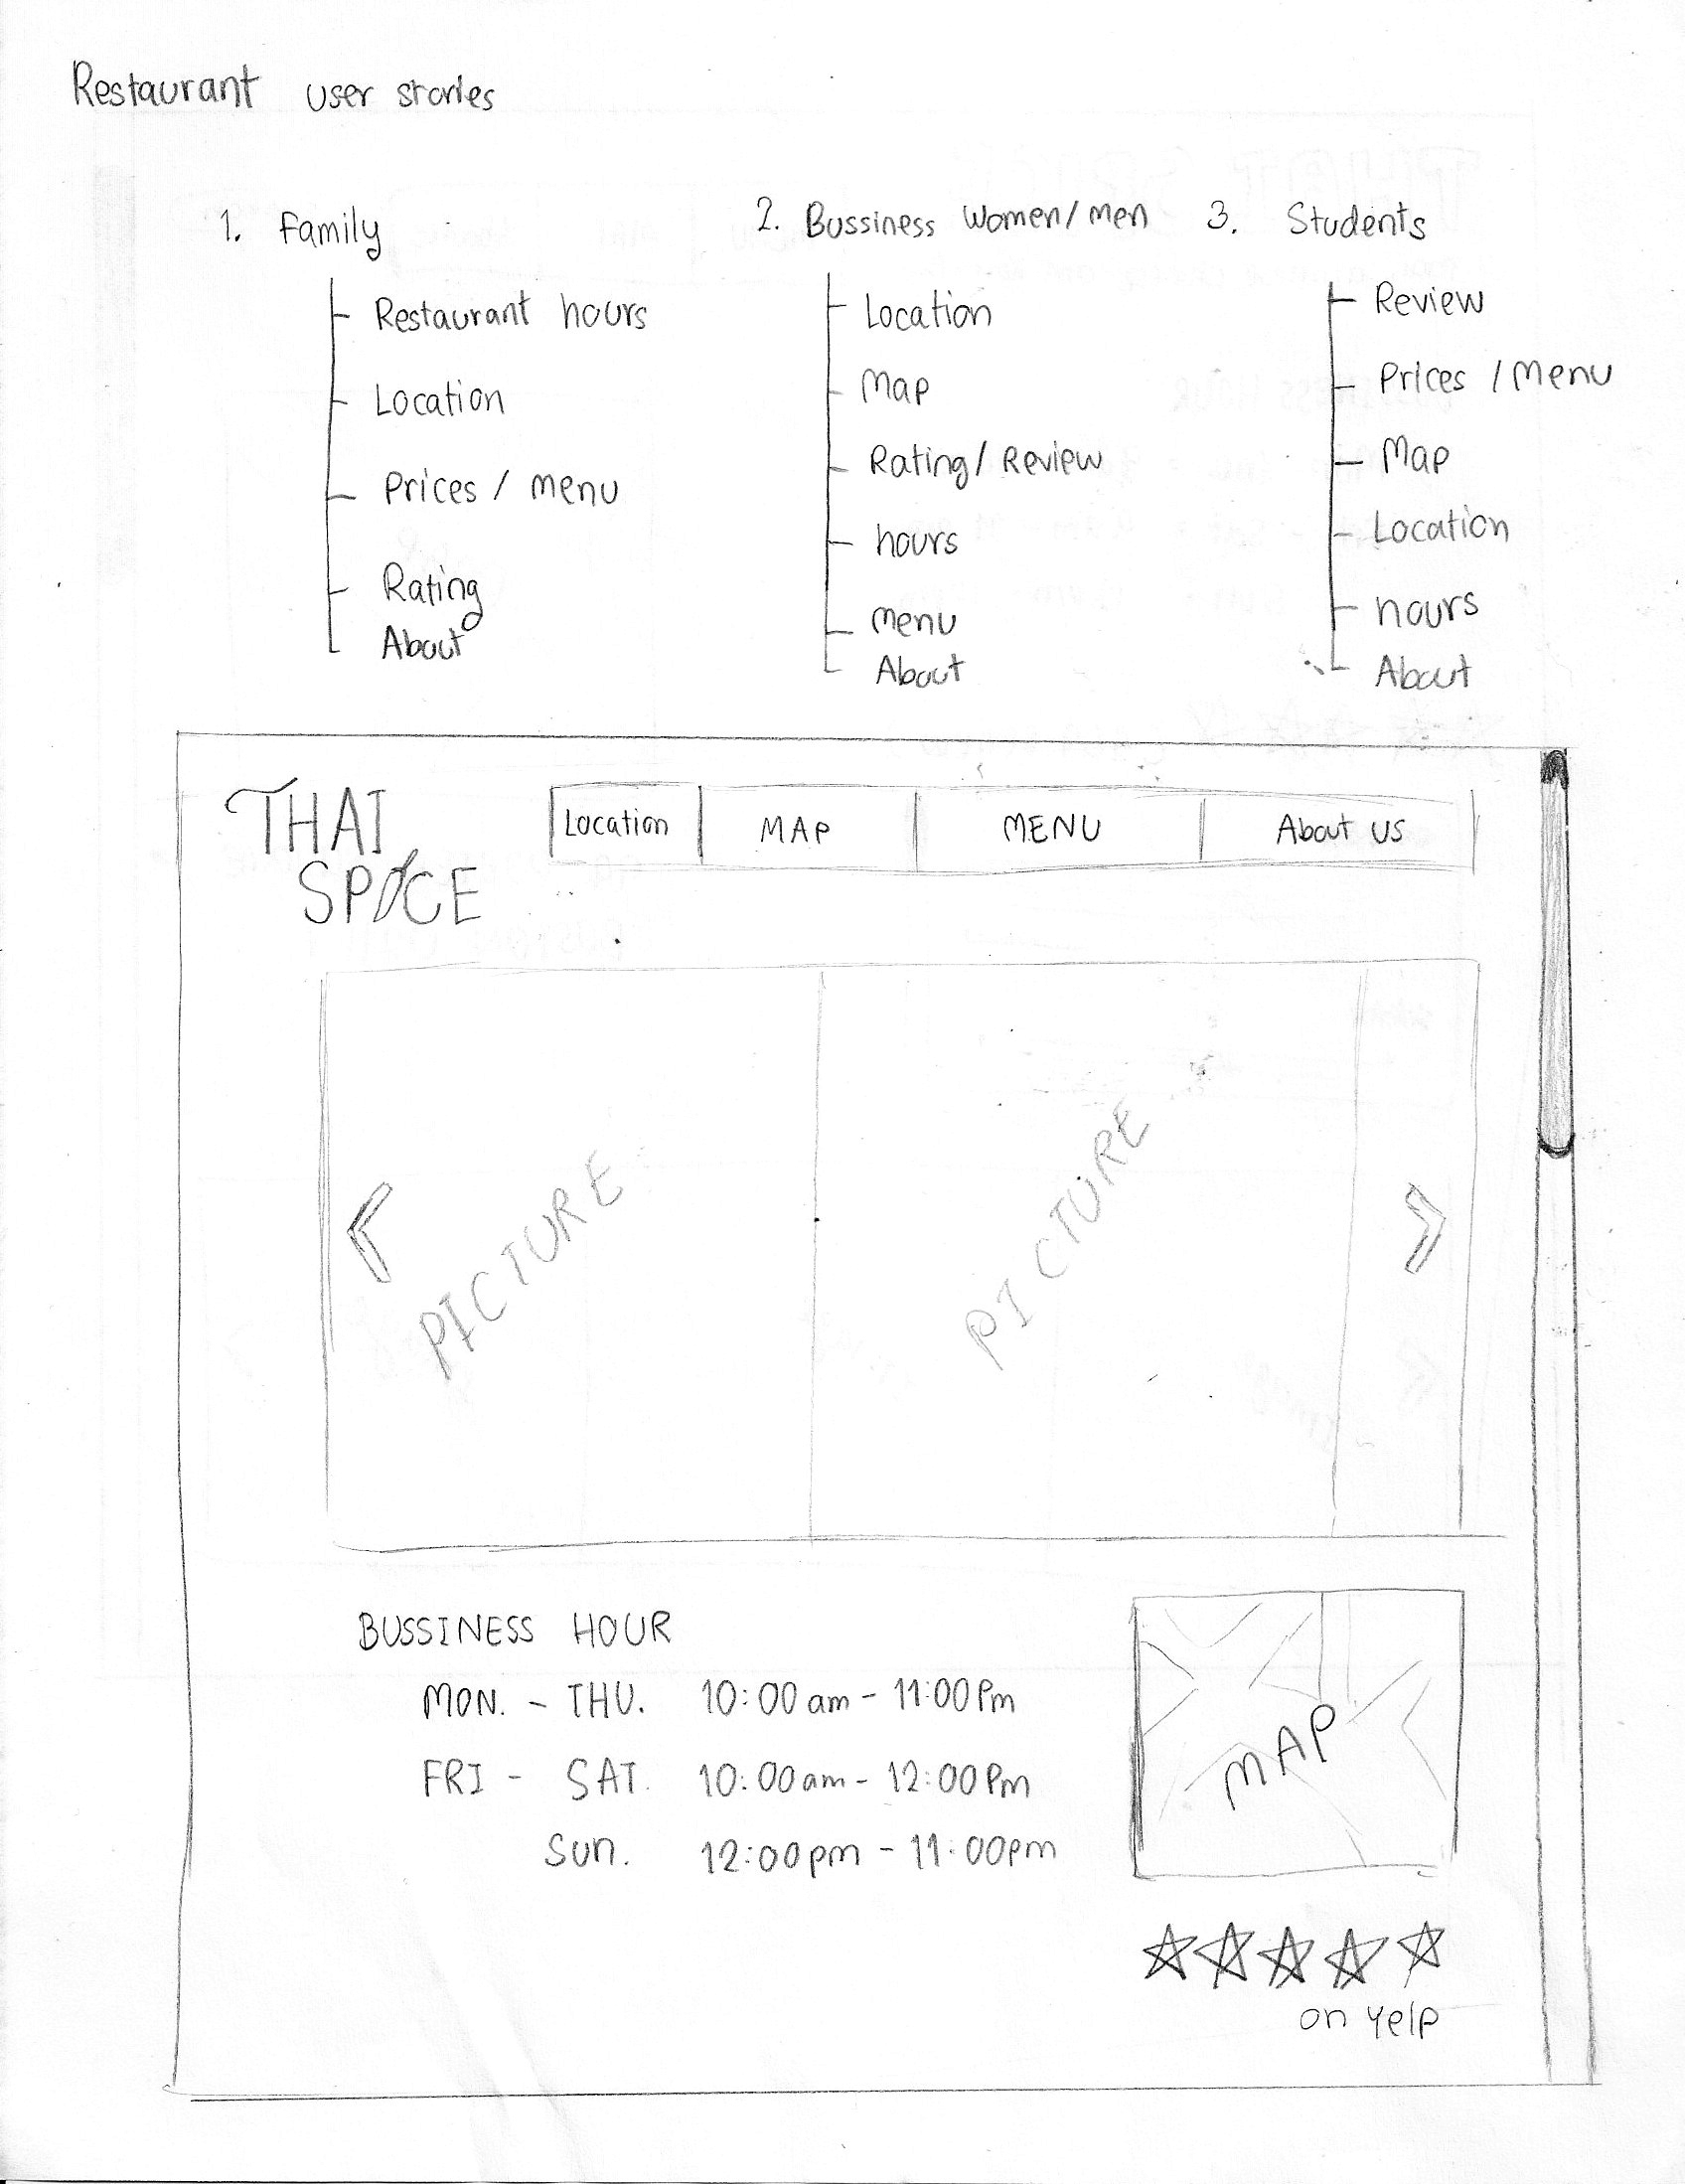 Restaurant user stories
1. Family
Restaurant hours
Location
Prices / menu
Rating
About
2. Bussiness Women/Men
Location
Map
Rating/Review
hours
Menu
About
3. Students
Review
Prices / Menu
Map
Location
hours
About
THAI
SPICE
Location MAP MENU About US
PICTURE PICTURE
BUSSINESS HOUR
MON. - THU. 10:00 am - 11:00 Pm
FRI - SAT. 10:00 am - 12:00 Pm
Sun. 12:00 pm - 11:00 pm
MAP
on Yelp